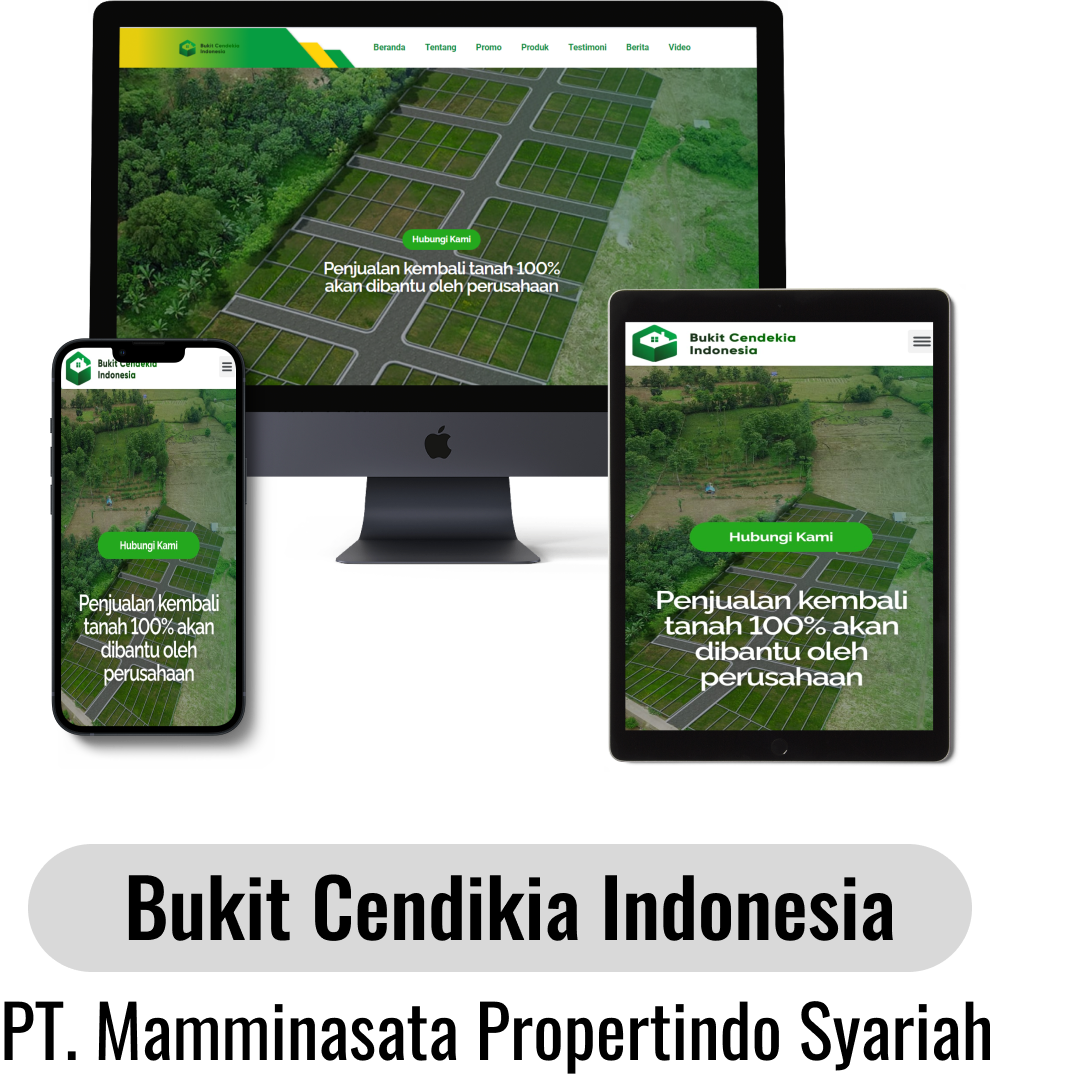 Bukit Cendekia
Indonesia
Beranda Tentang Promo Produk Testimoni Berita Video
Hubungi Kami
Penjualan kembali tanah 100%
akan dibantu oleh perusahaan
Bukit Cendekia
Indonesia
Hubungi Kami
Penjualan kembali
tanah 100% akan
dibantu oleh
perusahaan
Bukit Cendekia
Indonesia
Hubungi Kami
Penjualan kembali
tanah 100% akan
dibantu oleh
perusahaan
Bukit Cendikia Indonesia
PT. Mamminasata Propertindo Syariah